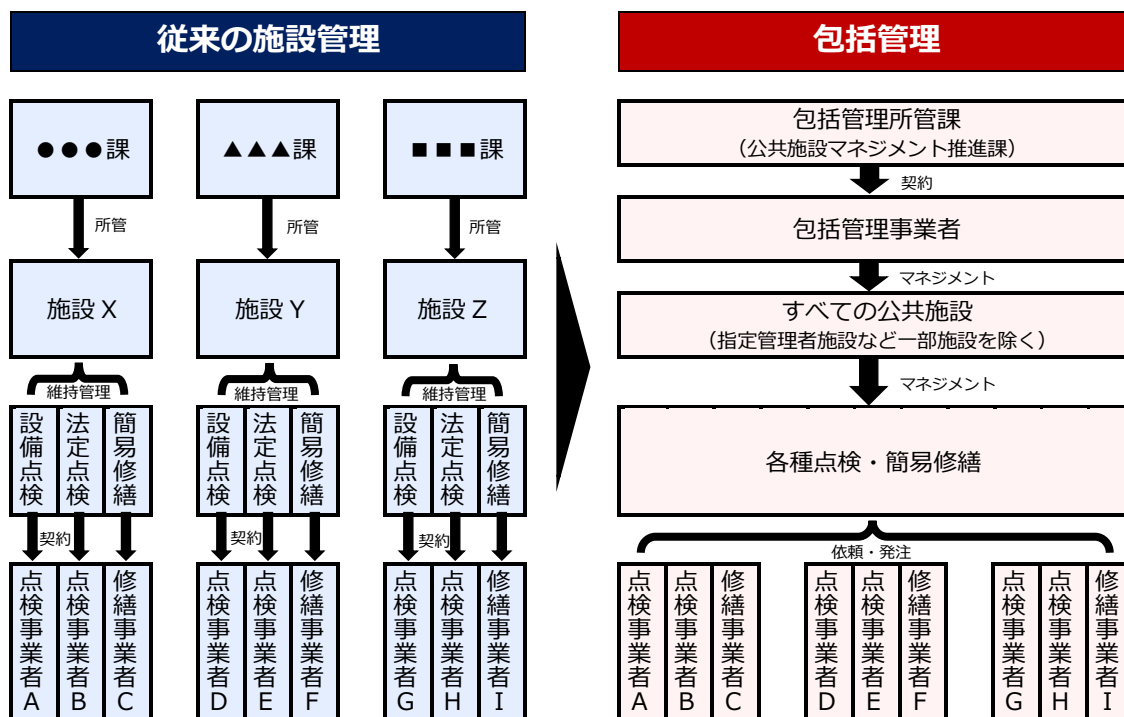 従来の施設管理
●●●課
▲▲▲課
■■■課
所管
所管
所管
施設 X
施設 Y
施設 Z
維持管理
維持管理
維持管理
設備点検
法定点検
簡易修繕
設備点検
法定点検
簡易修繕
設備点検
法定点検
簡易修繕
契約
契約
契約
点検事業者A
点検事業者B
修繕事業者C
点検事業者D
点検事業者E
修繕事業者F
点検事業者G
点検事業者H
修繕事業者I
包括管理
包括管理所管課
（公共施設マネジメント推進課）
契約
包括管理事業者
マネジメント
すべての公共施設
（指定管理者施設など一部施設を除く）
マネジメント
各種点検・簡易修繕
依頼・発注
点検事業者A
点検事業者B
修繕事業者C
点検事業者D
点検事業者E
修繕事業者F
点検事業者G
点検事業者H
修繕事業者I